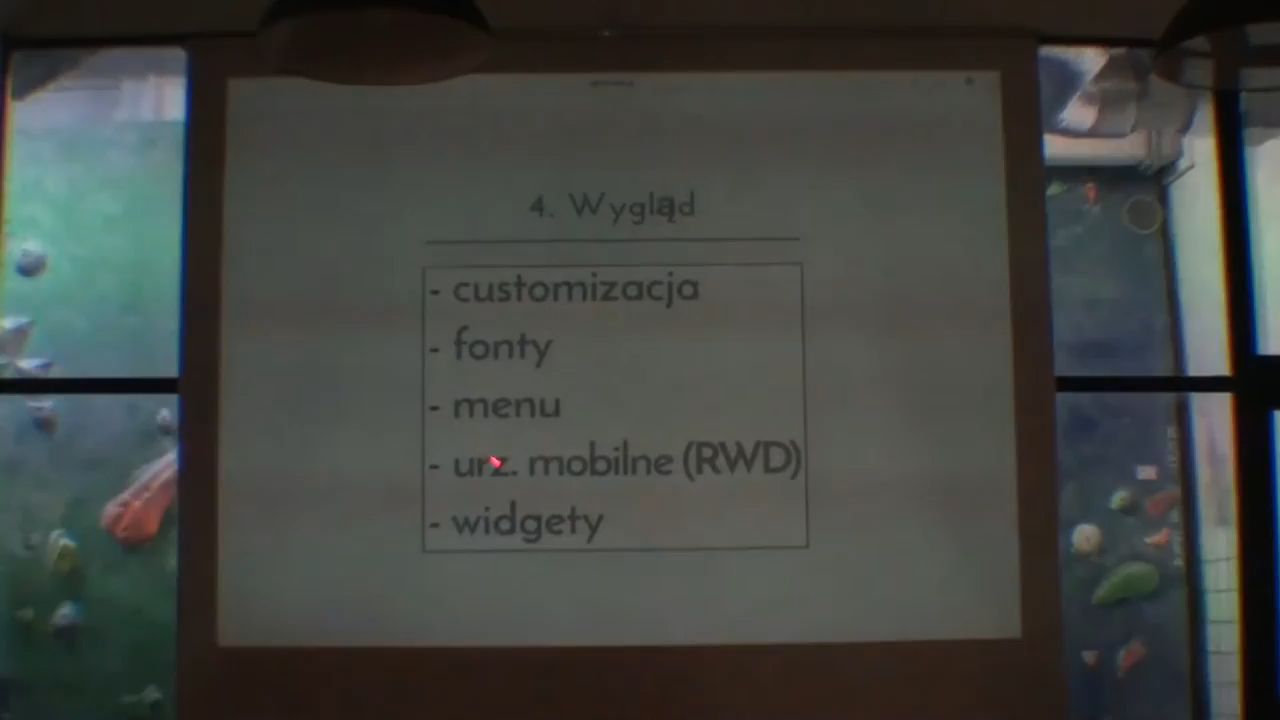 4. Wygląd
- customizacja
- fonty
- menu
- urz. mobilne (RWD)
- widgety